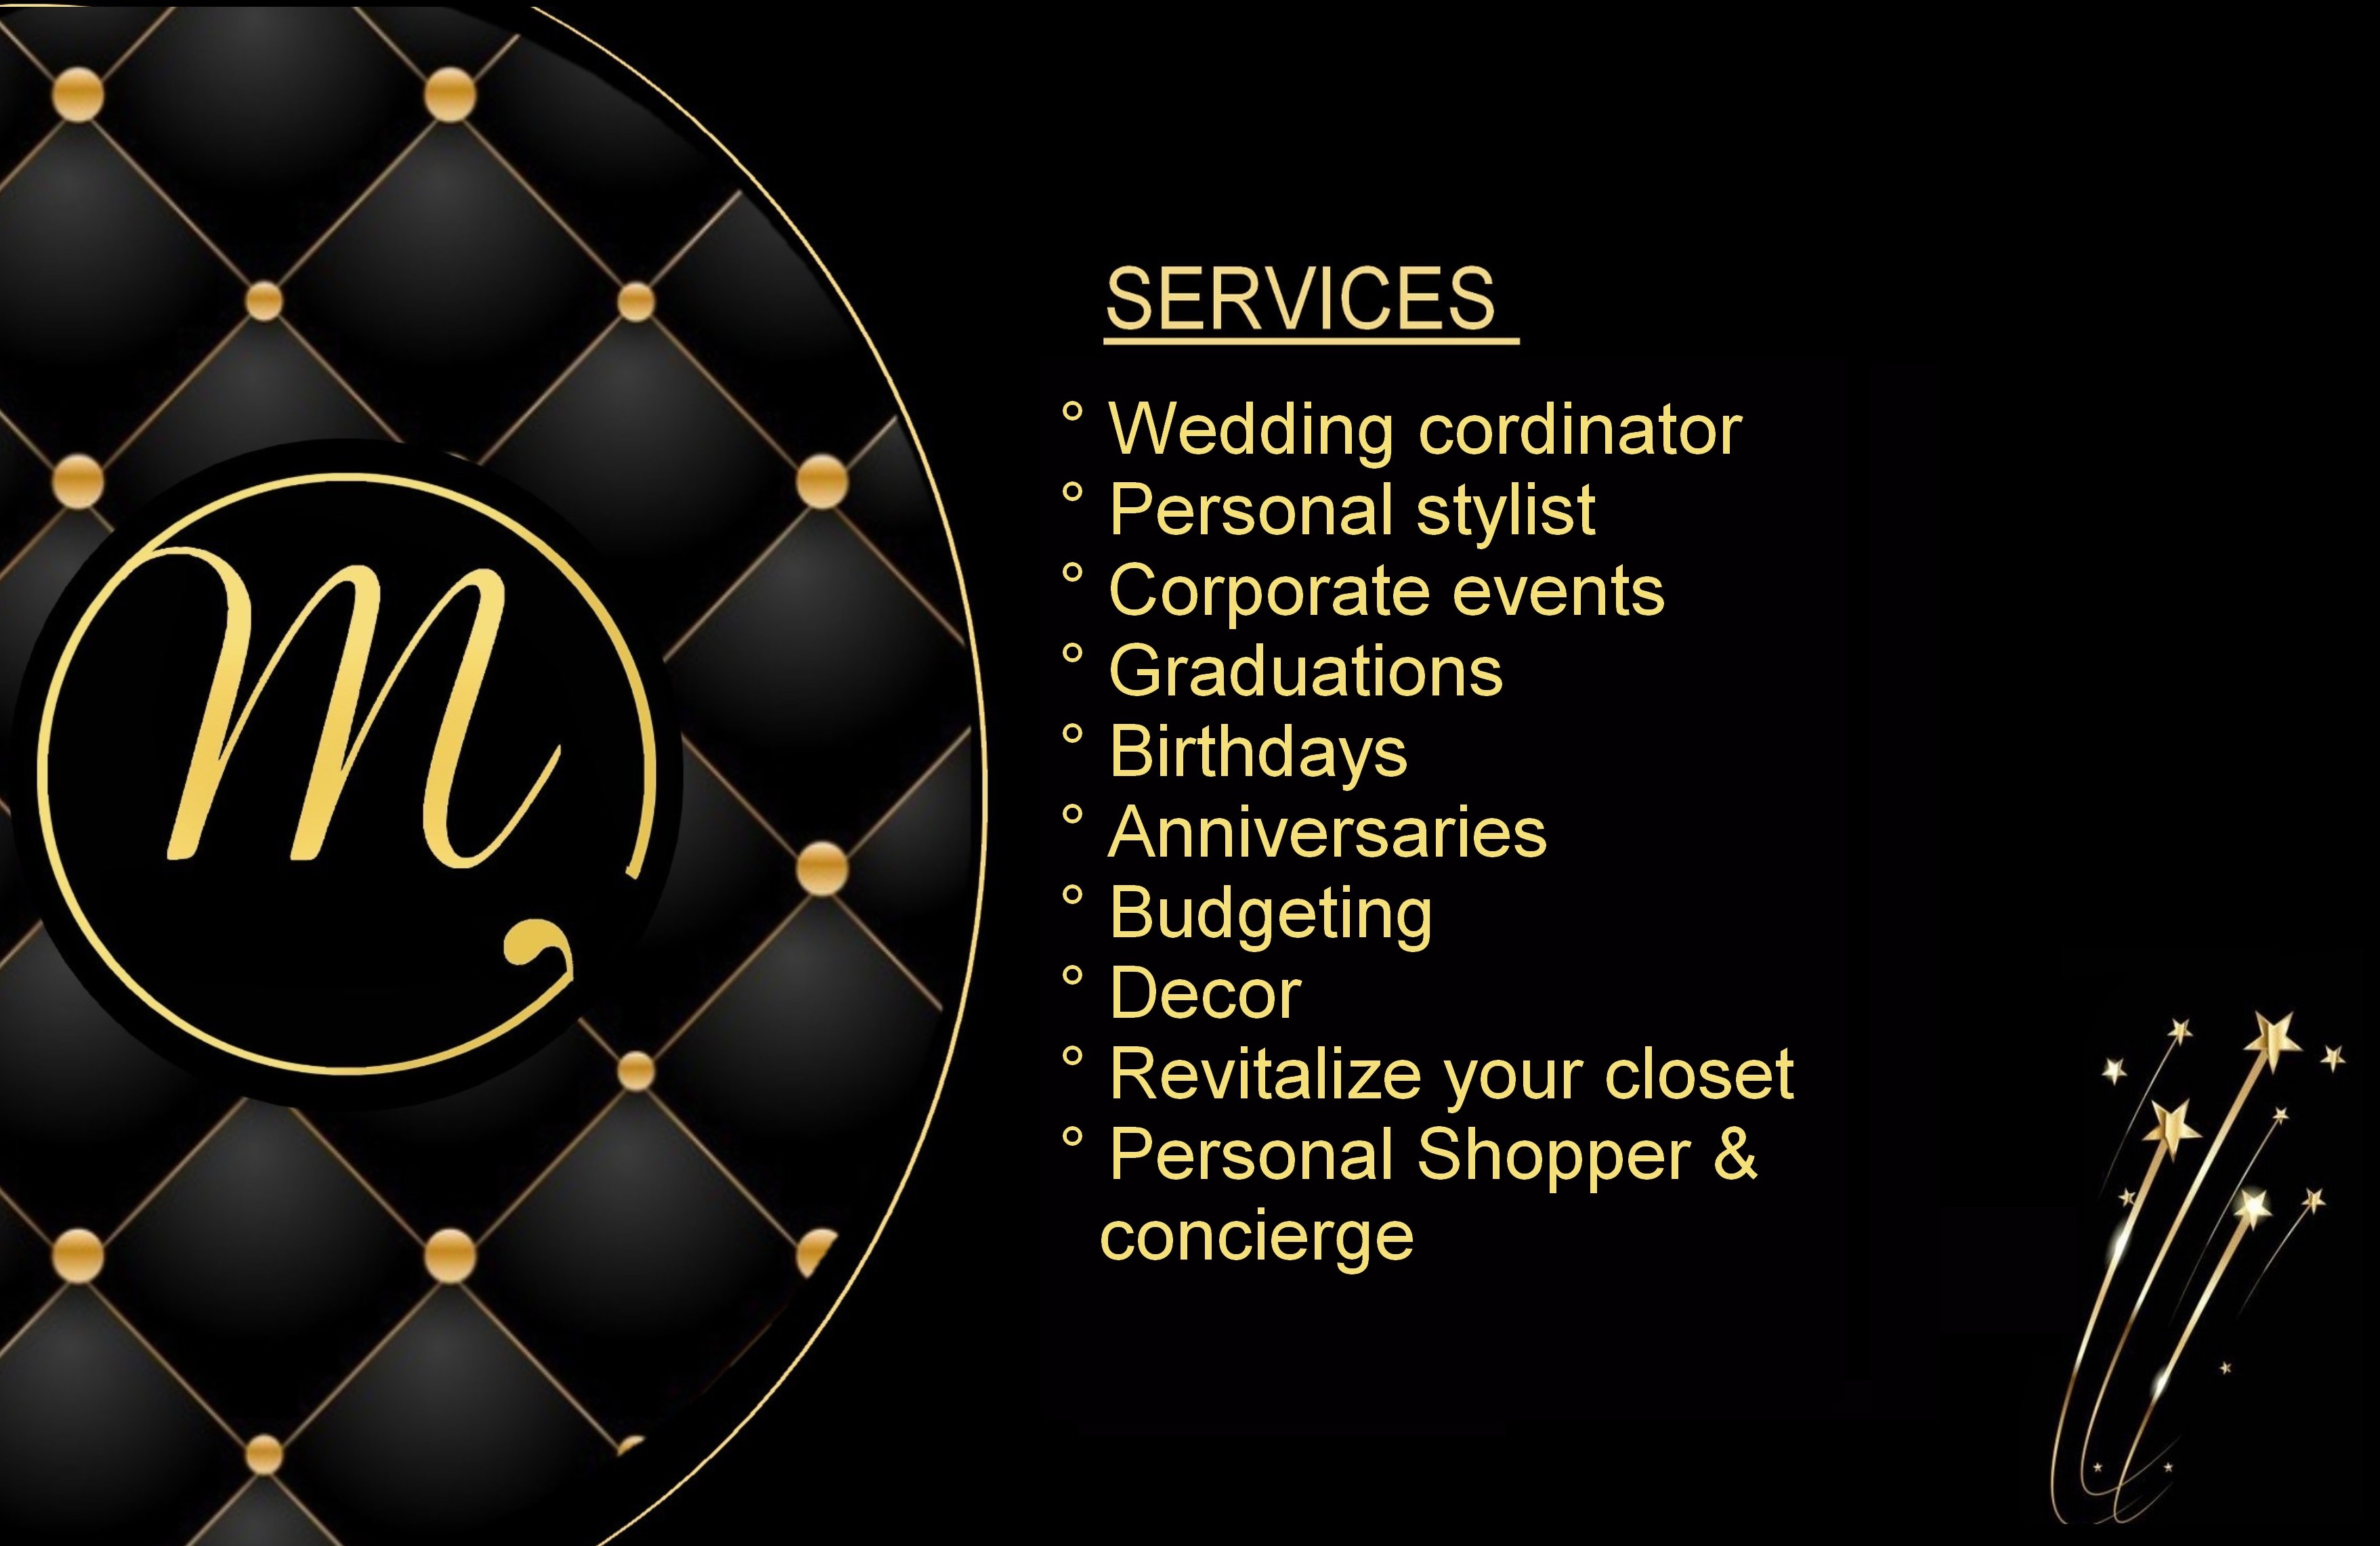 M
SERVICES
° Wedding cordinator
° Personal stylist
° Corporate events
° Graduations
° Birthdays
° Anniversaries
° Budgeting
° Decor
° Revitalize your closet
° Personal Shopper &
concierge